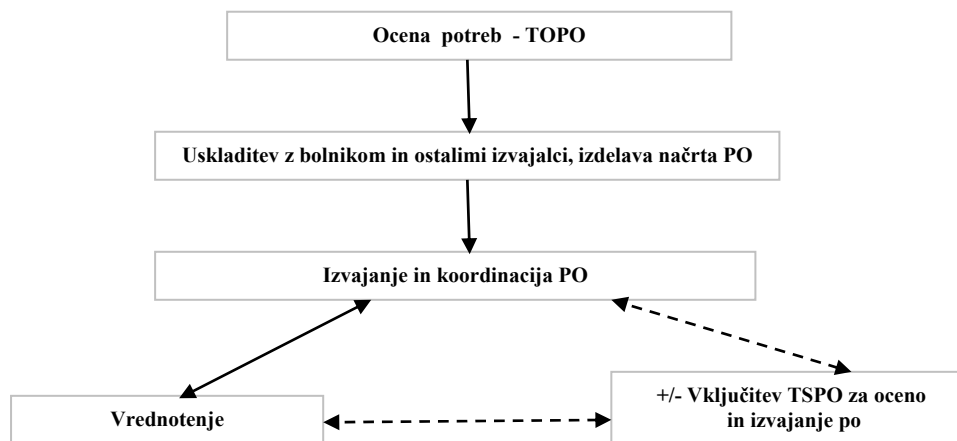 Ocena potreb - TOPO
Uskladitev z bolnikom in ostalimi izvajalci, izdelava načrta PO
Izvajanje in koordinacija PO
Vrednotenje
+/- Vključitev TSPO za oceno
in izvajanje po